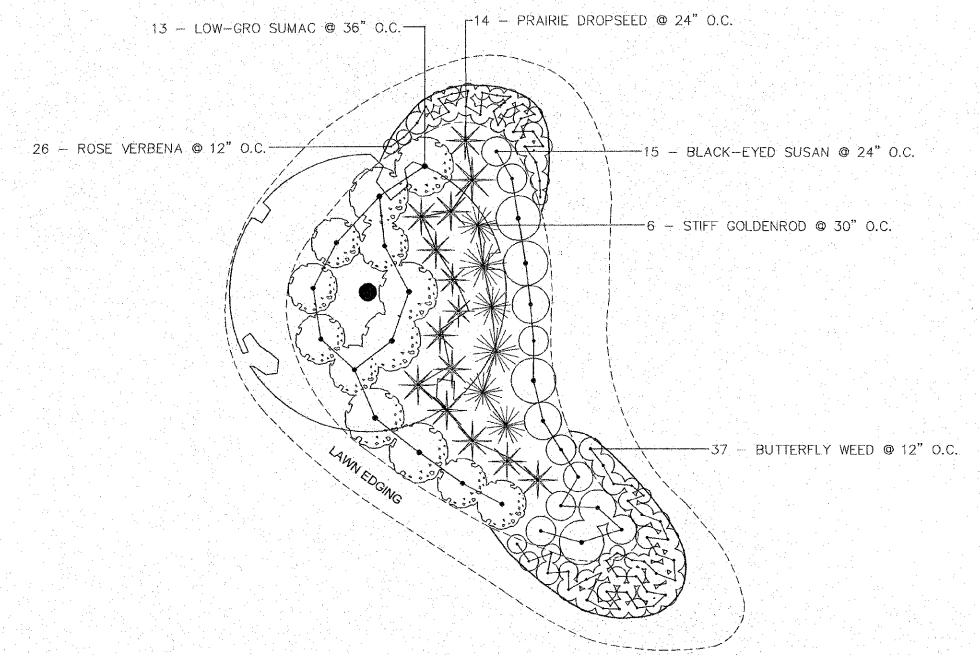 14 – PRAIRIE DROPSEED @ 24" O.C.
13 – LOW-GRO SUMAC @ 36" O.C.
26 – ROSE VERBENA @ 12" O.C.
15 – BLACK-EYED SUSAN @ 24" O.C.
6 – STIFF GOLDENROD @ 30" O.C.
37 – BUTTERFLY WEED @ 12" O.C.
LAWN EDGING